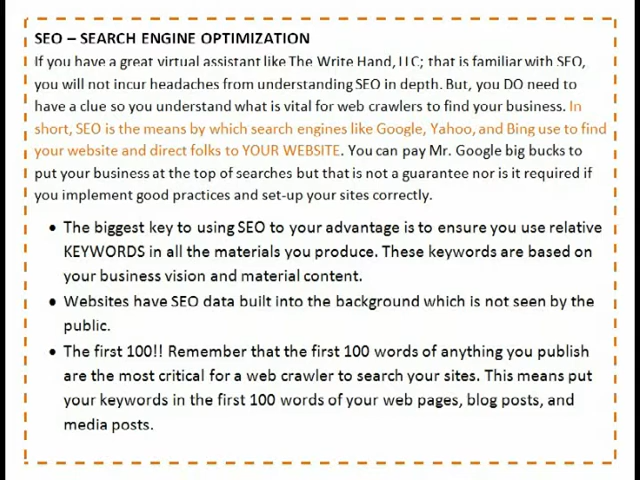 SEO – SEARCH ENGINE OPTIMIZATION
If you have a great virtual assistant like The Write Hand, LLC; that is familiar with SEO,
you will not incur headaches from understanding SEO in depth. But, you DO need to
have a clue so you understand what is vital for web crawlers to find your business. In
short, SEO is the means by which search engines like Google, Yahoo, and Bing use to find
your website and direct folks to YOUR WEBSITE. You can pay Mr. Google big bucks to
put your business at the top of searches but that is not a guarantee nor is it required if
you implement good practices and set-up your sites correctly.
• The biggest key to using SEO to your advantage is to ensure you use relative
KEYWORDS in all the materials you produce. These keywords are based on
your business vision and material content.
• Websites have SEO data built into the background which is not seen by the
public.
• The first 100!! Remember that the first 100 words of anything you publish
are the most critical for a web crawler to search your sites. This means put
your keywords in the first 100 words of your web pages, blog posts, and
media posts.